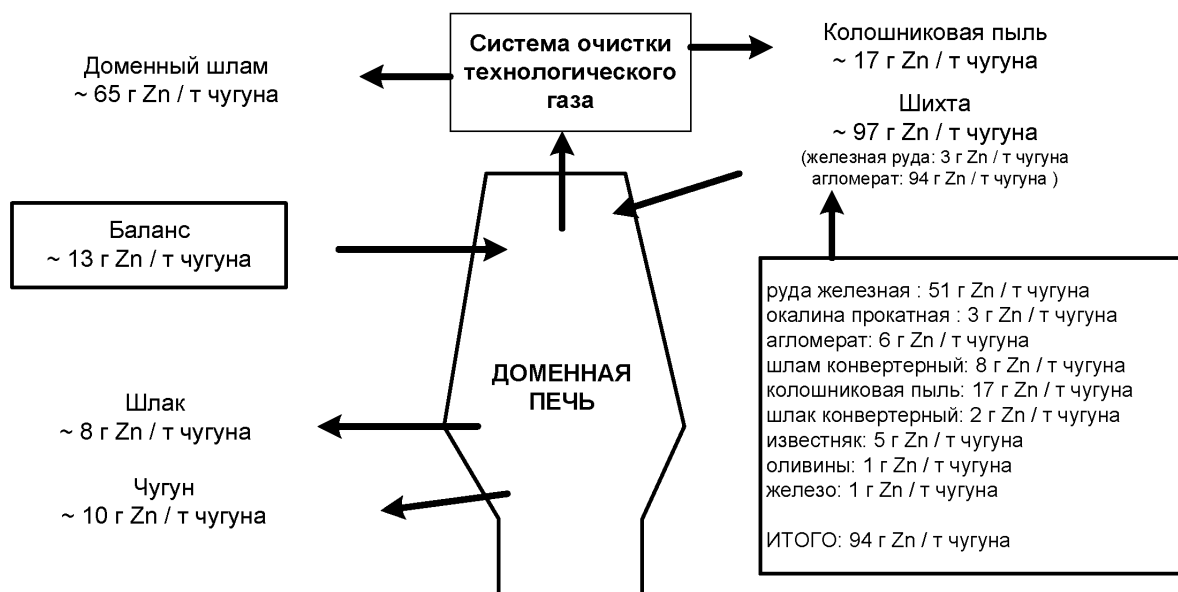 Система очистки
технологического
газа
Колошниковая пыль
~ 17 г Zn / т чугуна
Доменный шлам
~ 65 г Zn / т чугуна
Шихта
~ 97 г Zn / т чугуна
(железная руда: 3 г Zn / т чугуна
агломерат: 94 г Zn / т чугуна )
Баланс
~ 13 г Zn / т чугуна
руда железная : 51 г Zn / т чугуна
окалина прокатная : 3 г Zn / т чугуна
агломерат: 6 г Zn / т чугуна
шлам конвертерный: 8 г Zn / т чугуна
колошниковая пыль: 17 г Zn / т чугуна
шлак конвертерный: 2 г Zn / т чугуна
известняк: 5 г Zn / т чугуна
оливины: 1 г Zn / т чугуна
железо: 1 г Zn / т чугуна
ИТОГО: 94 г Zn / т чугуна
ДОМЕННАЯ
ПЕЧЬ
Шлак
~ 8 г Zn / т чугуна
Чугун
~ 10 г Zn / т чугуна